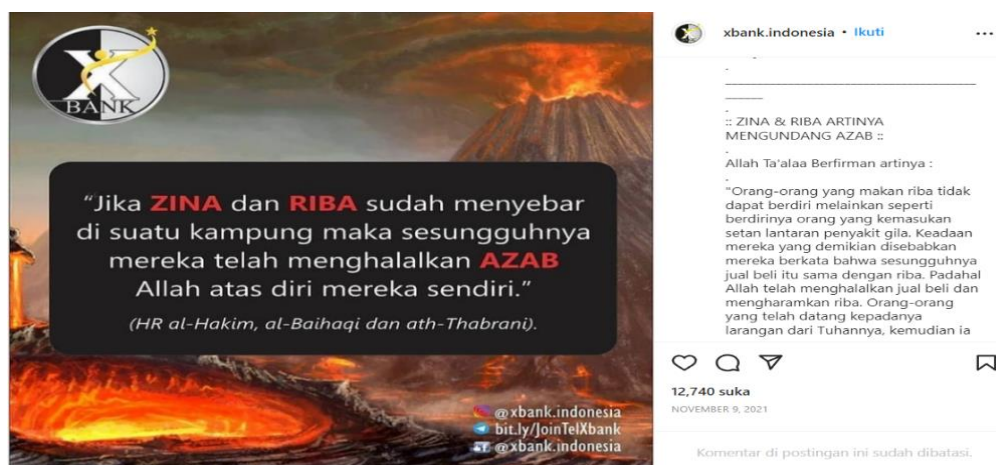 X
BANK
“Jika ZINA dan RIBA sudah menyebar
di suatu kampung maka sesungguhnya
mereka telah menghalalkan AZAB
Allah atas diri mereka sendiri.”
(HR al-Hakim, al-Baihaqi dan ath-Thabrani).
@xbank.indonesia
bit.ly/JoinTelXbank
@xbank.indonesia
xbank.indonesia • Ikuti
:: ZINA & RIBA ARTINYA
MENGUNDANG AZAB ::
Allah Ta'alaa Berfirman artinya :
"Orang-orang yang makan riba tidak
dapat berdiri melainkan seperti
berdirinya orang yang kemasukan
setan lantaran penyakit gila. Keadaan
mereka yang demikian disebabkan
mereka berkata bahwa sesungguhnya
jual beli itu sama dengan riba. Padahal
Allah telah menghalalkan jual beli dan
mengharamkan riba. Orang-orang
yang telah datang kepadanya
larangan dari Tuhannya, kemudian ia
12,740 suka
NOVEMBER 9, 2021
Komentar di postingan ini sudah dibatasi.